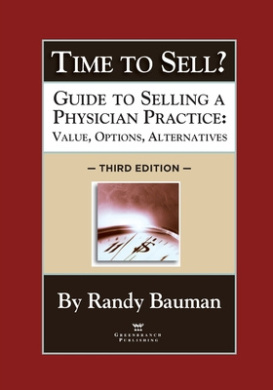 TIME TO SELL?
GUIDE TO SELLING A
PHYSICIAN PRACTICE:
VALUE, OPTIONS, ALTERNATIVES
— THIRD EDITION —
By Randy Bauman
GREENBRANCH
PUBLISHING